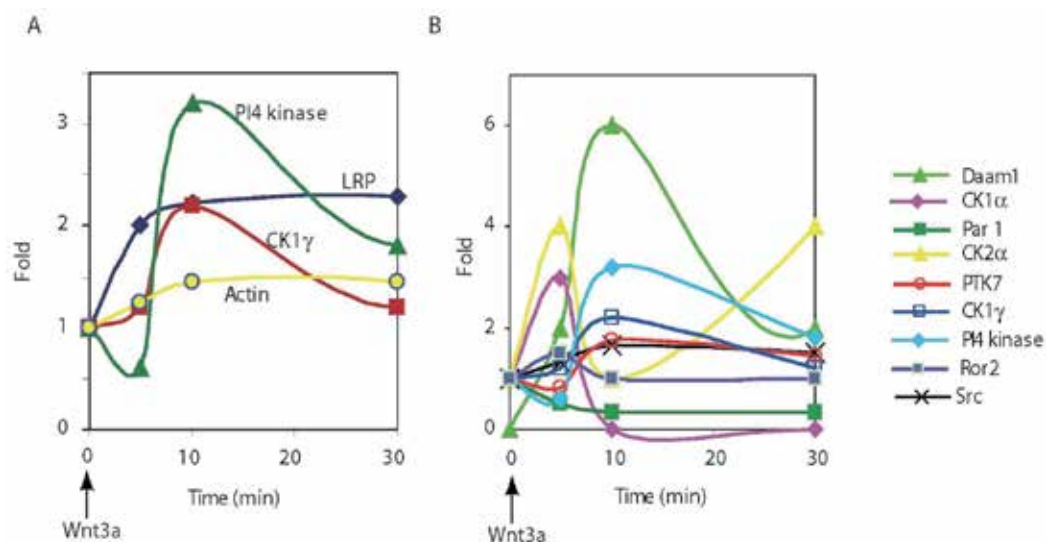 A
B
3
2
1
0
Fold
PI4 kinase
LRP
CK1γ
Actin
0
10
20
30
Time (min)
Wnt3a
6
4
2
0
Fold
0
10
20
30
Time (min)
Wnt3a
Daam1
CK1α
Par 1
CK2α
PTK7
CK1γ
PI4 kinase
Ror2
Src